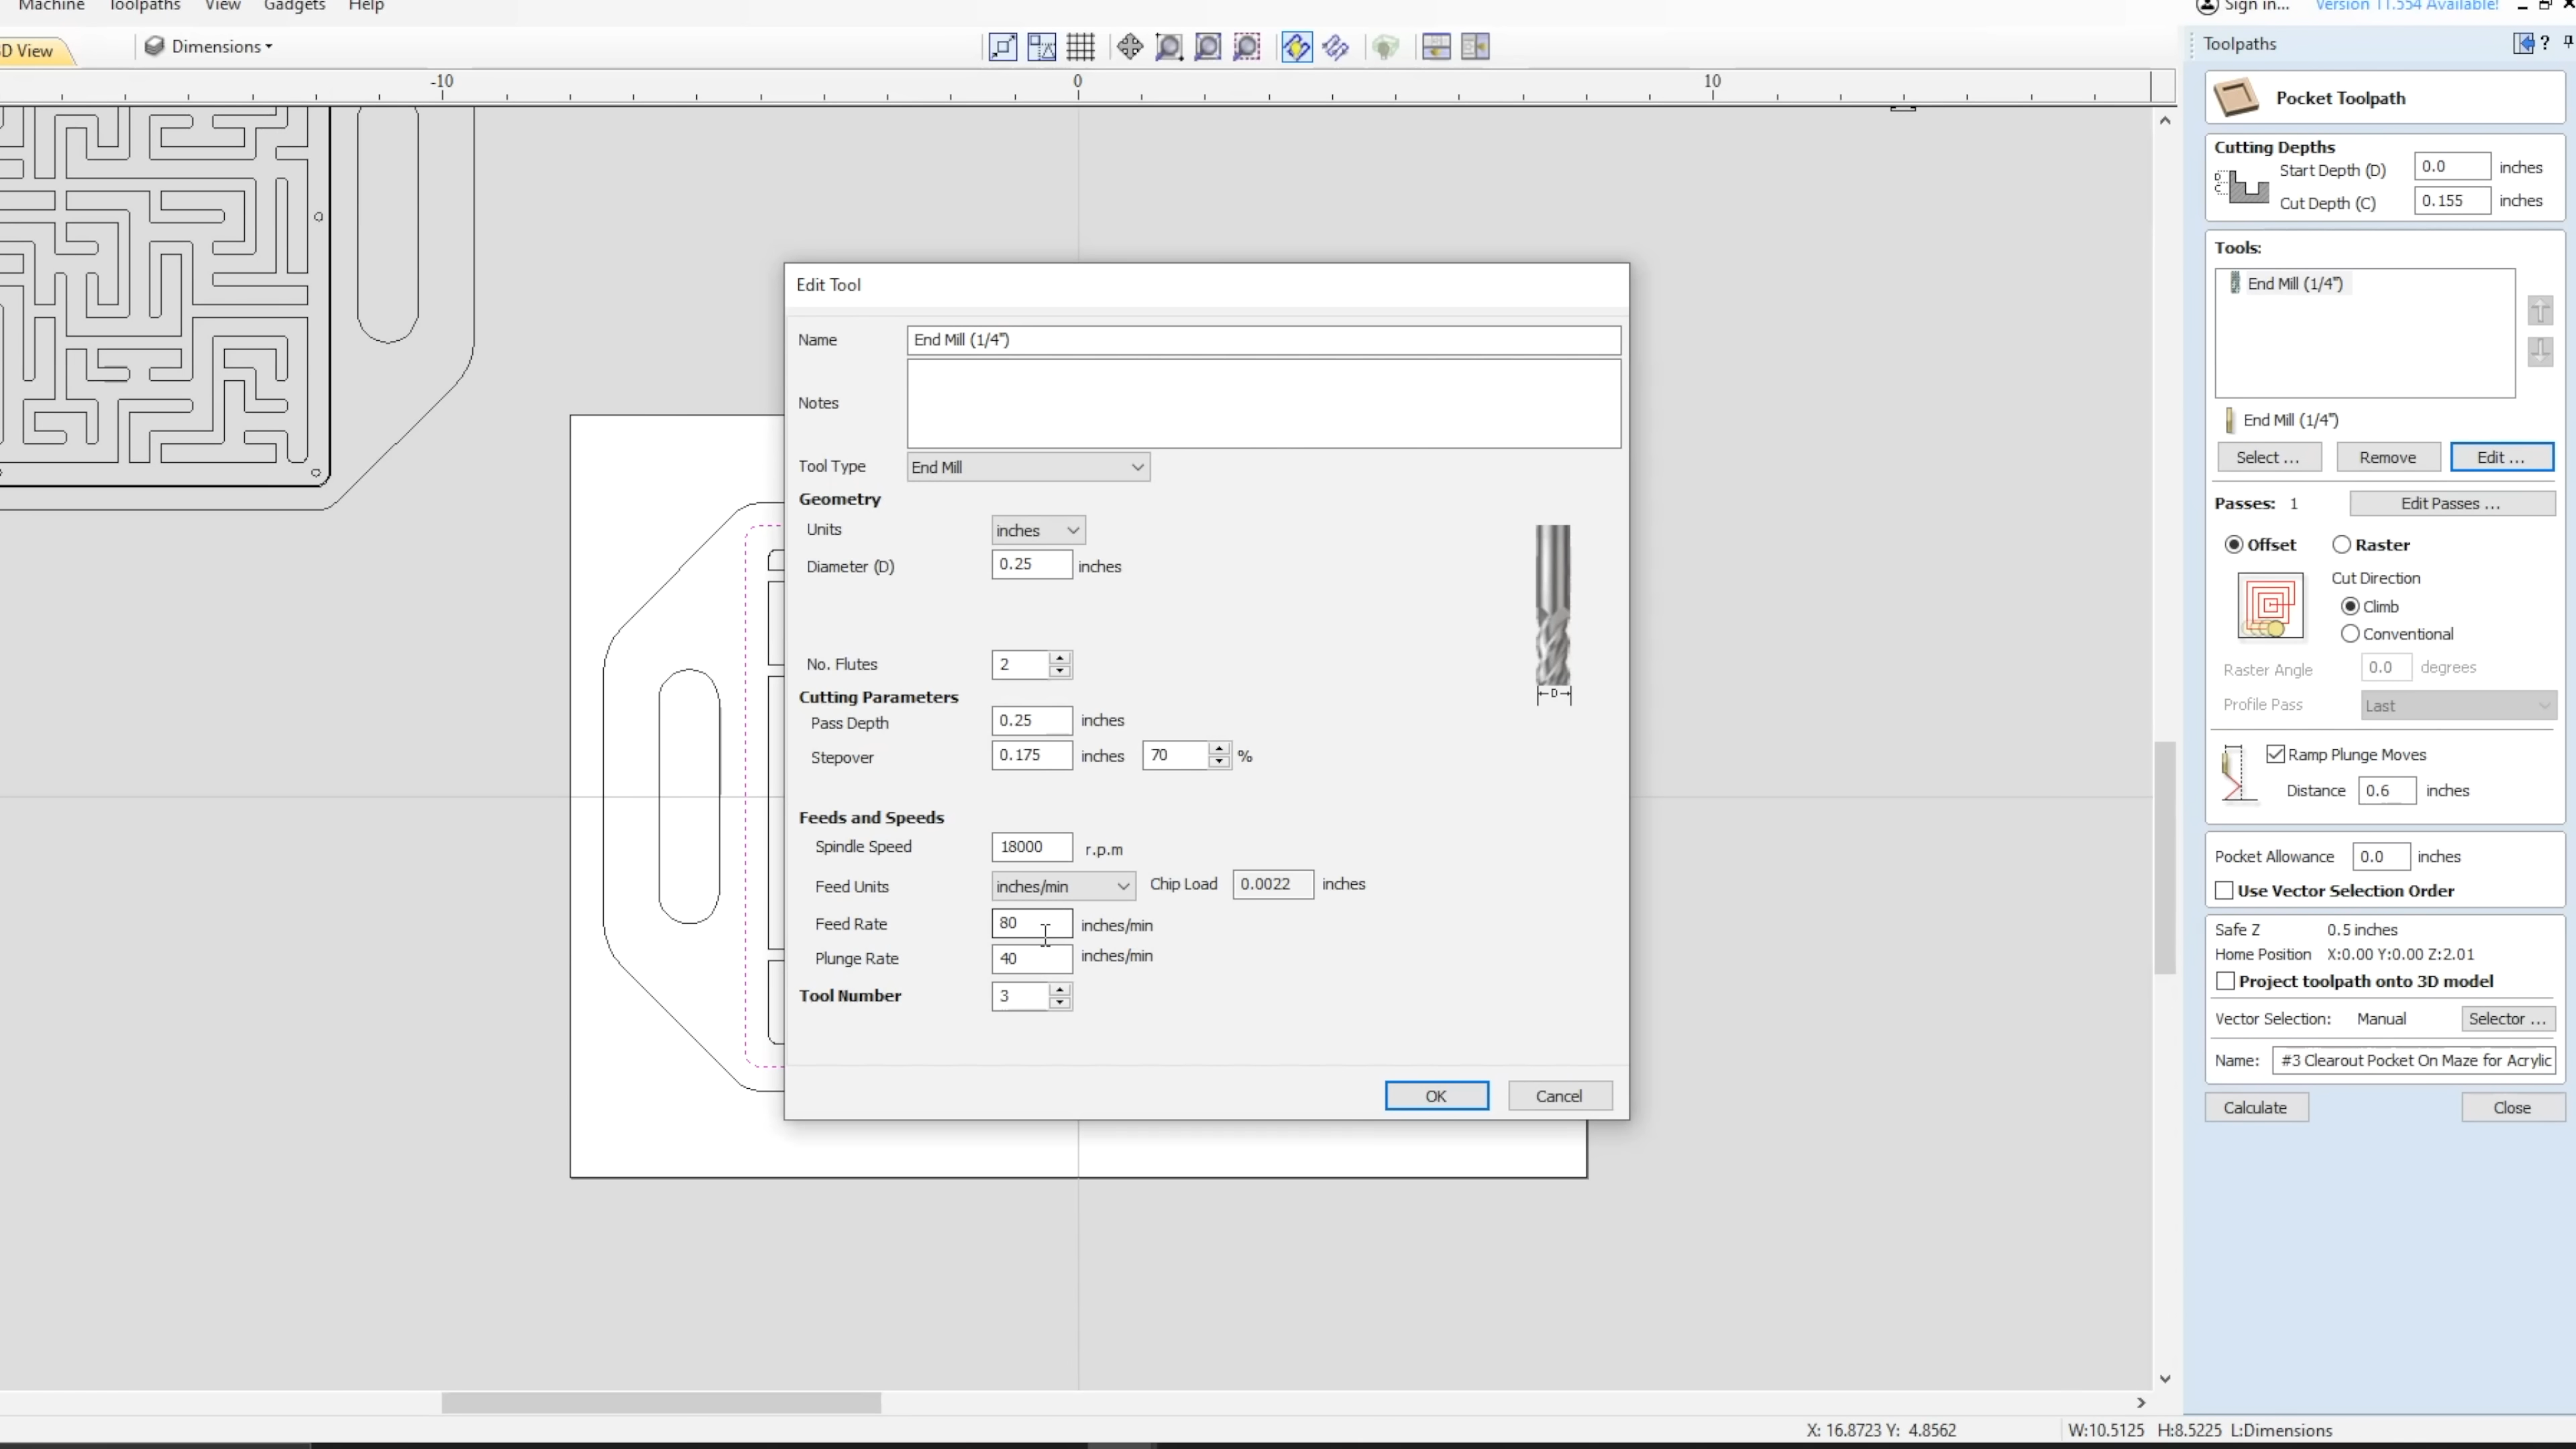 Machine Toolpaths View Gadgets Help
Sign in... Version 11.554 Available!
D View
Dimensions
-10 0 10
Toolpaths
?
Pocket Toolpath
Cutting Depths
Start Depth (D) 0.0 inches
Cut Depth (C) 0.155 inches
Tools:
End Mill (1/4")
End Mill (1/4")
Select ... Remove Edit ...
Passes: 1 Edit Passes ...
Offset Raster
Cut Direction
Climb
Conventional
Raster Angle 0.0 degrees
Profile Pass Last
Ramp Plunge Moves
Distance 0.6 inches
Pocket Allowance 0.0 inches
Use Vector Selection Order
Safe Z 0.5 inches
Home Position X:0.00 Y:0.00 Z:2.01
Project toolpath onto 3D model
Vector Selection: Manual Selector ...
Name: #3 Clearout Pocket On Maze for Acrylic
Calculate Close
Edit Tool
Name End Mill (1/4")
Notes
Tool Type End Mill
Geometry
Units inches
Diameter (D) 0.25 inches
No. Flutes 2
D
Cutting Parameters
Pass Depth 0.25 inches
Stepover 0.175 inches 70 %
Feeds and Speeds
Spindle Speed 18000 r.p.m
Feed Units inches/min Chip Load 0.0022 inches
Feed Rate 80 inches/min
Plunge Rate 40 inches/min
Tool Number 3
OK Cancel
X: 16.8723 Y: 4.8562 W:10.5125 H:8.5225 L:Dimensions